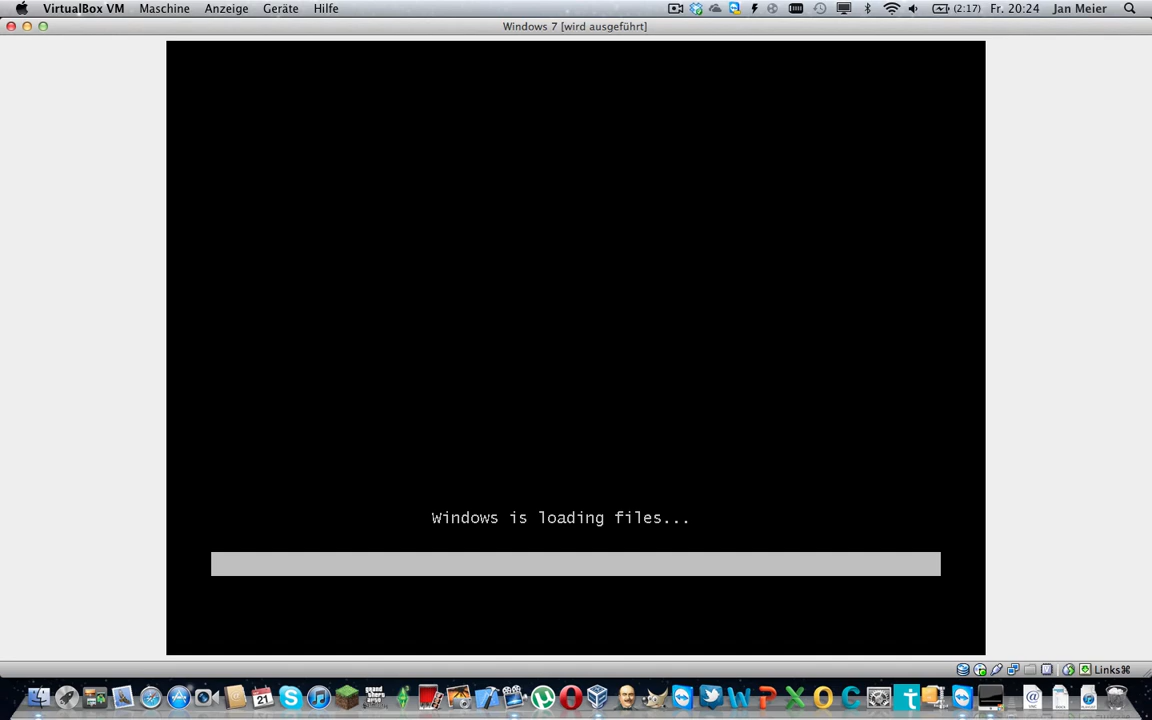 VirtualBox VM Maschine Anzeige Geräte Hilfe (2:17) Fr. 20:24 Jan Meier
Windows 7 [wird ausgeführt]
Windows is loading files...
Links⌘
21